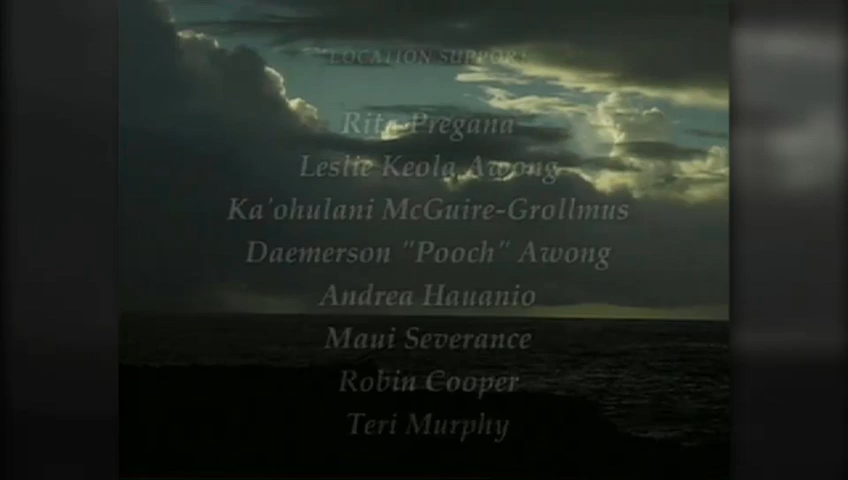 LOCATION SUPPORT
Rita Pregana
Leslie Keola Awong
Ka'ohulani McGuire-Grollmus
Daemerson "Pooch" Awong
Andrea Hauanio
Maui Severance
Robin Cooper
Teri Murphy